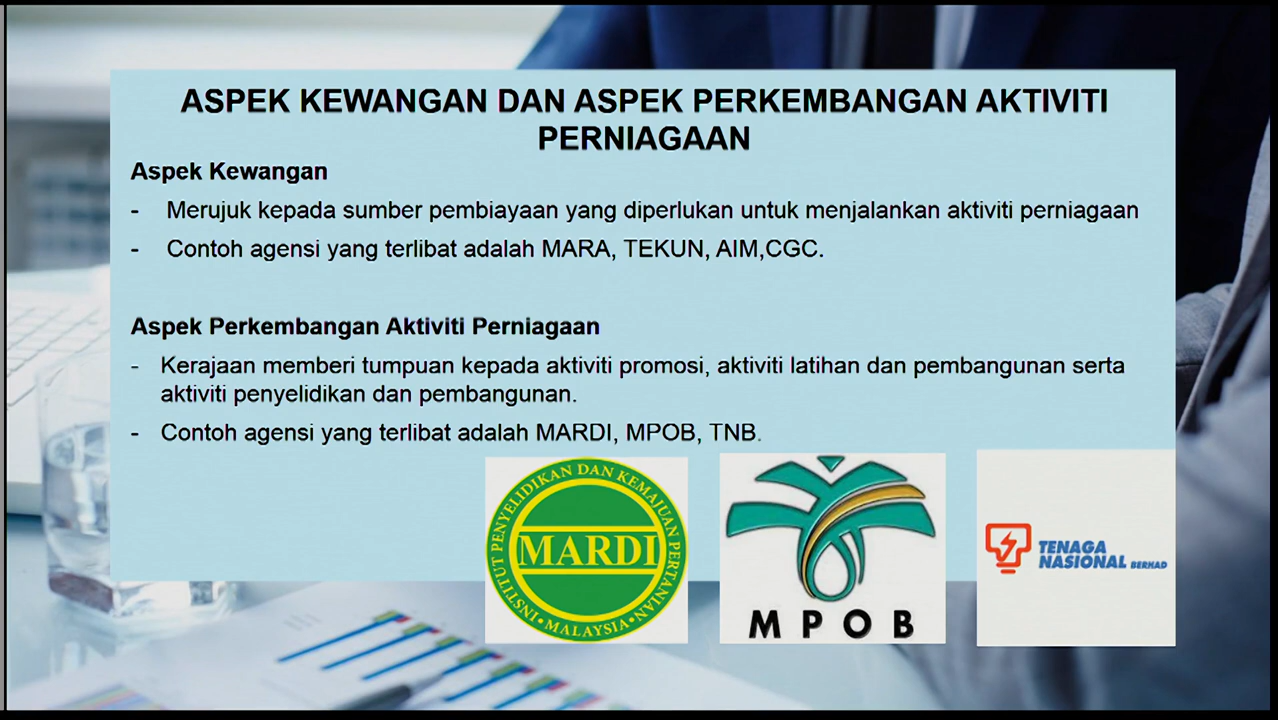 ASPEK KEWANGAN DAN ASPEK PERKEMBANGAN AKTIVITI
PERNIAGAAN
Aspek Kewangan
- Merujuk kepada sumber pembiayaan yang diperlukan untuk menjalankan aktiviti perniagaan
- Contoh agensi yang terlibat adalah MARA, TEKUN, AIM,CGC.
Aspek Perkembangan Aktiviti Perniagaan
- Kerajaan memberi tumpuan kepada aktiviti promosi, aktiviti latihan dan pembangunan serta
aktiviti penyelidikan dan pembangunan.
- Contoh agensi yang terlibat adalah MARDI, MPOB, TNB.
INSTITUT PENYELIDIKAN DAN KEMAJUAN PERTANIAN
MARDI
•MALAYSIA•
MPOB
TENAGA
NASIONAL BERHAD